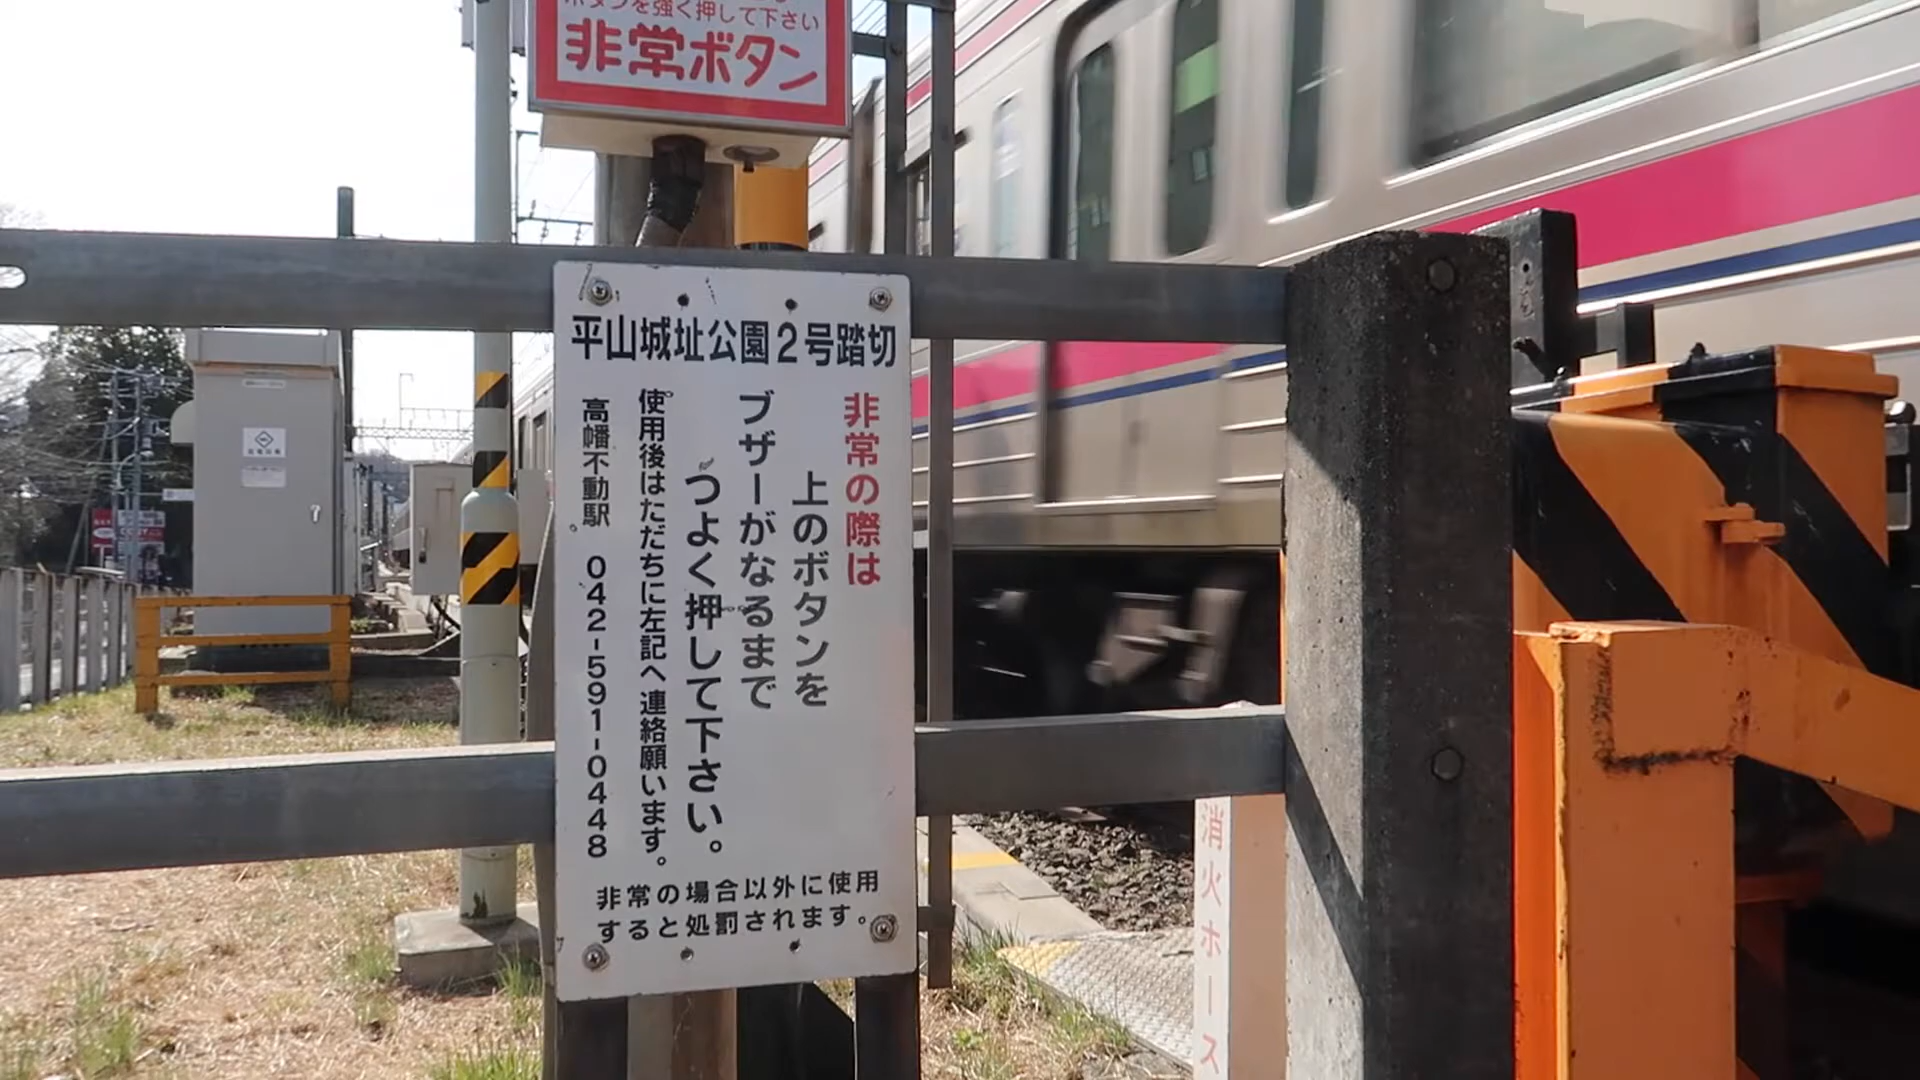 ボタンを強く押して下さい
非常ボタン
平山城址公園2号踏切
非常の際は
上のボタンを
ブザーがなるまで
つよく押して下さい。
使用後はただちに左記へ連絡願います。
高幡不動駅 042-591-0448
非常の場合以外に使用
すると処罰されます。
消火ホース